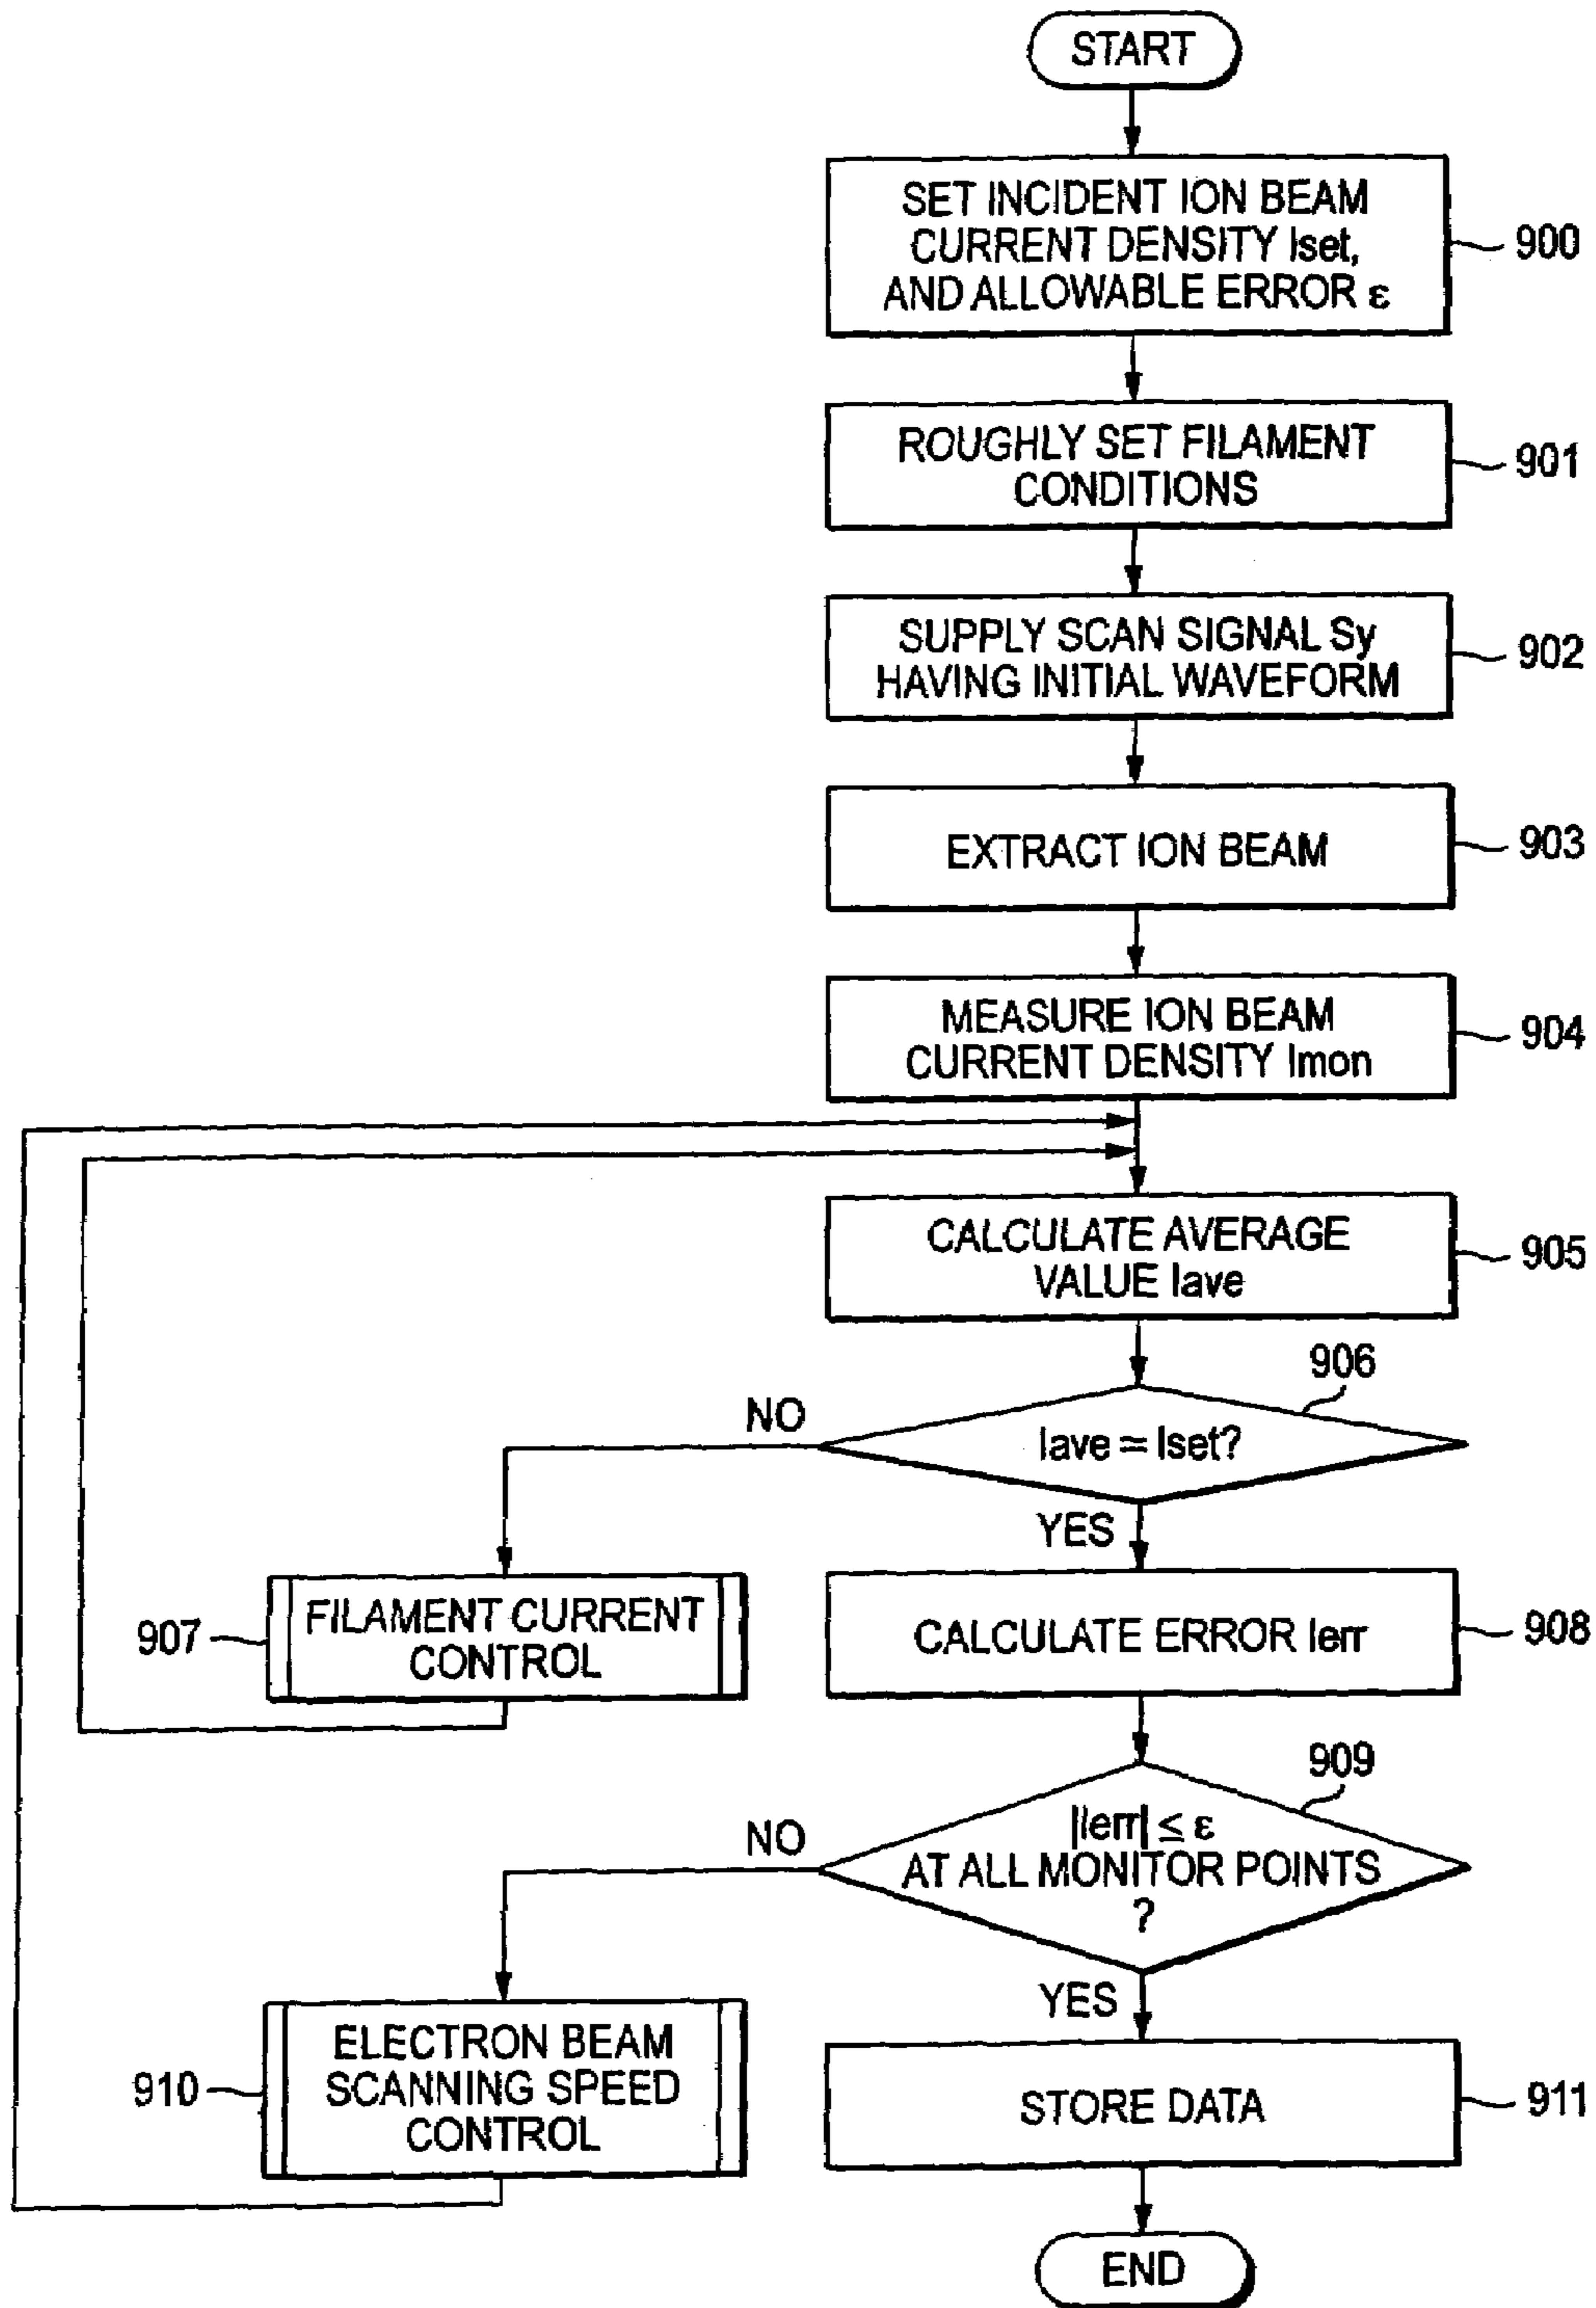 START
SET INCIDENT ION BEAM
CURRENT DENSITY Iset,
AND ALLOWABLE ERROR ε
900
ROUGHLY SET FILAMENT
CONDITIONS
901
SUPPLY SCAN SIGNAL Sy
HAVING INITIAL WAVEFORM
902
EXTRACT ION BEAM
903
MEASURE ION BEAM
CURRENT DENSITY Imon
904
CALCULATE AVERAGE
VALUE Iave
905
906
Iave = Iset?
NO
YES
FILAMENT CURRENT
CONTROL
907
CALCULATE ERROR Ierr
908
909
|Ierr| ≤ ε
AT ALL MONITOR POINTS
?
NO
YES
ELECTRON BEAM
SCANNING SPEED
CONTROL
910
STORE DATA
911
END